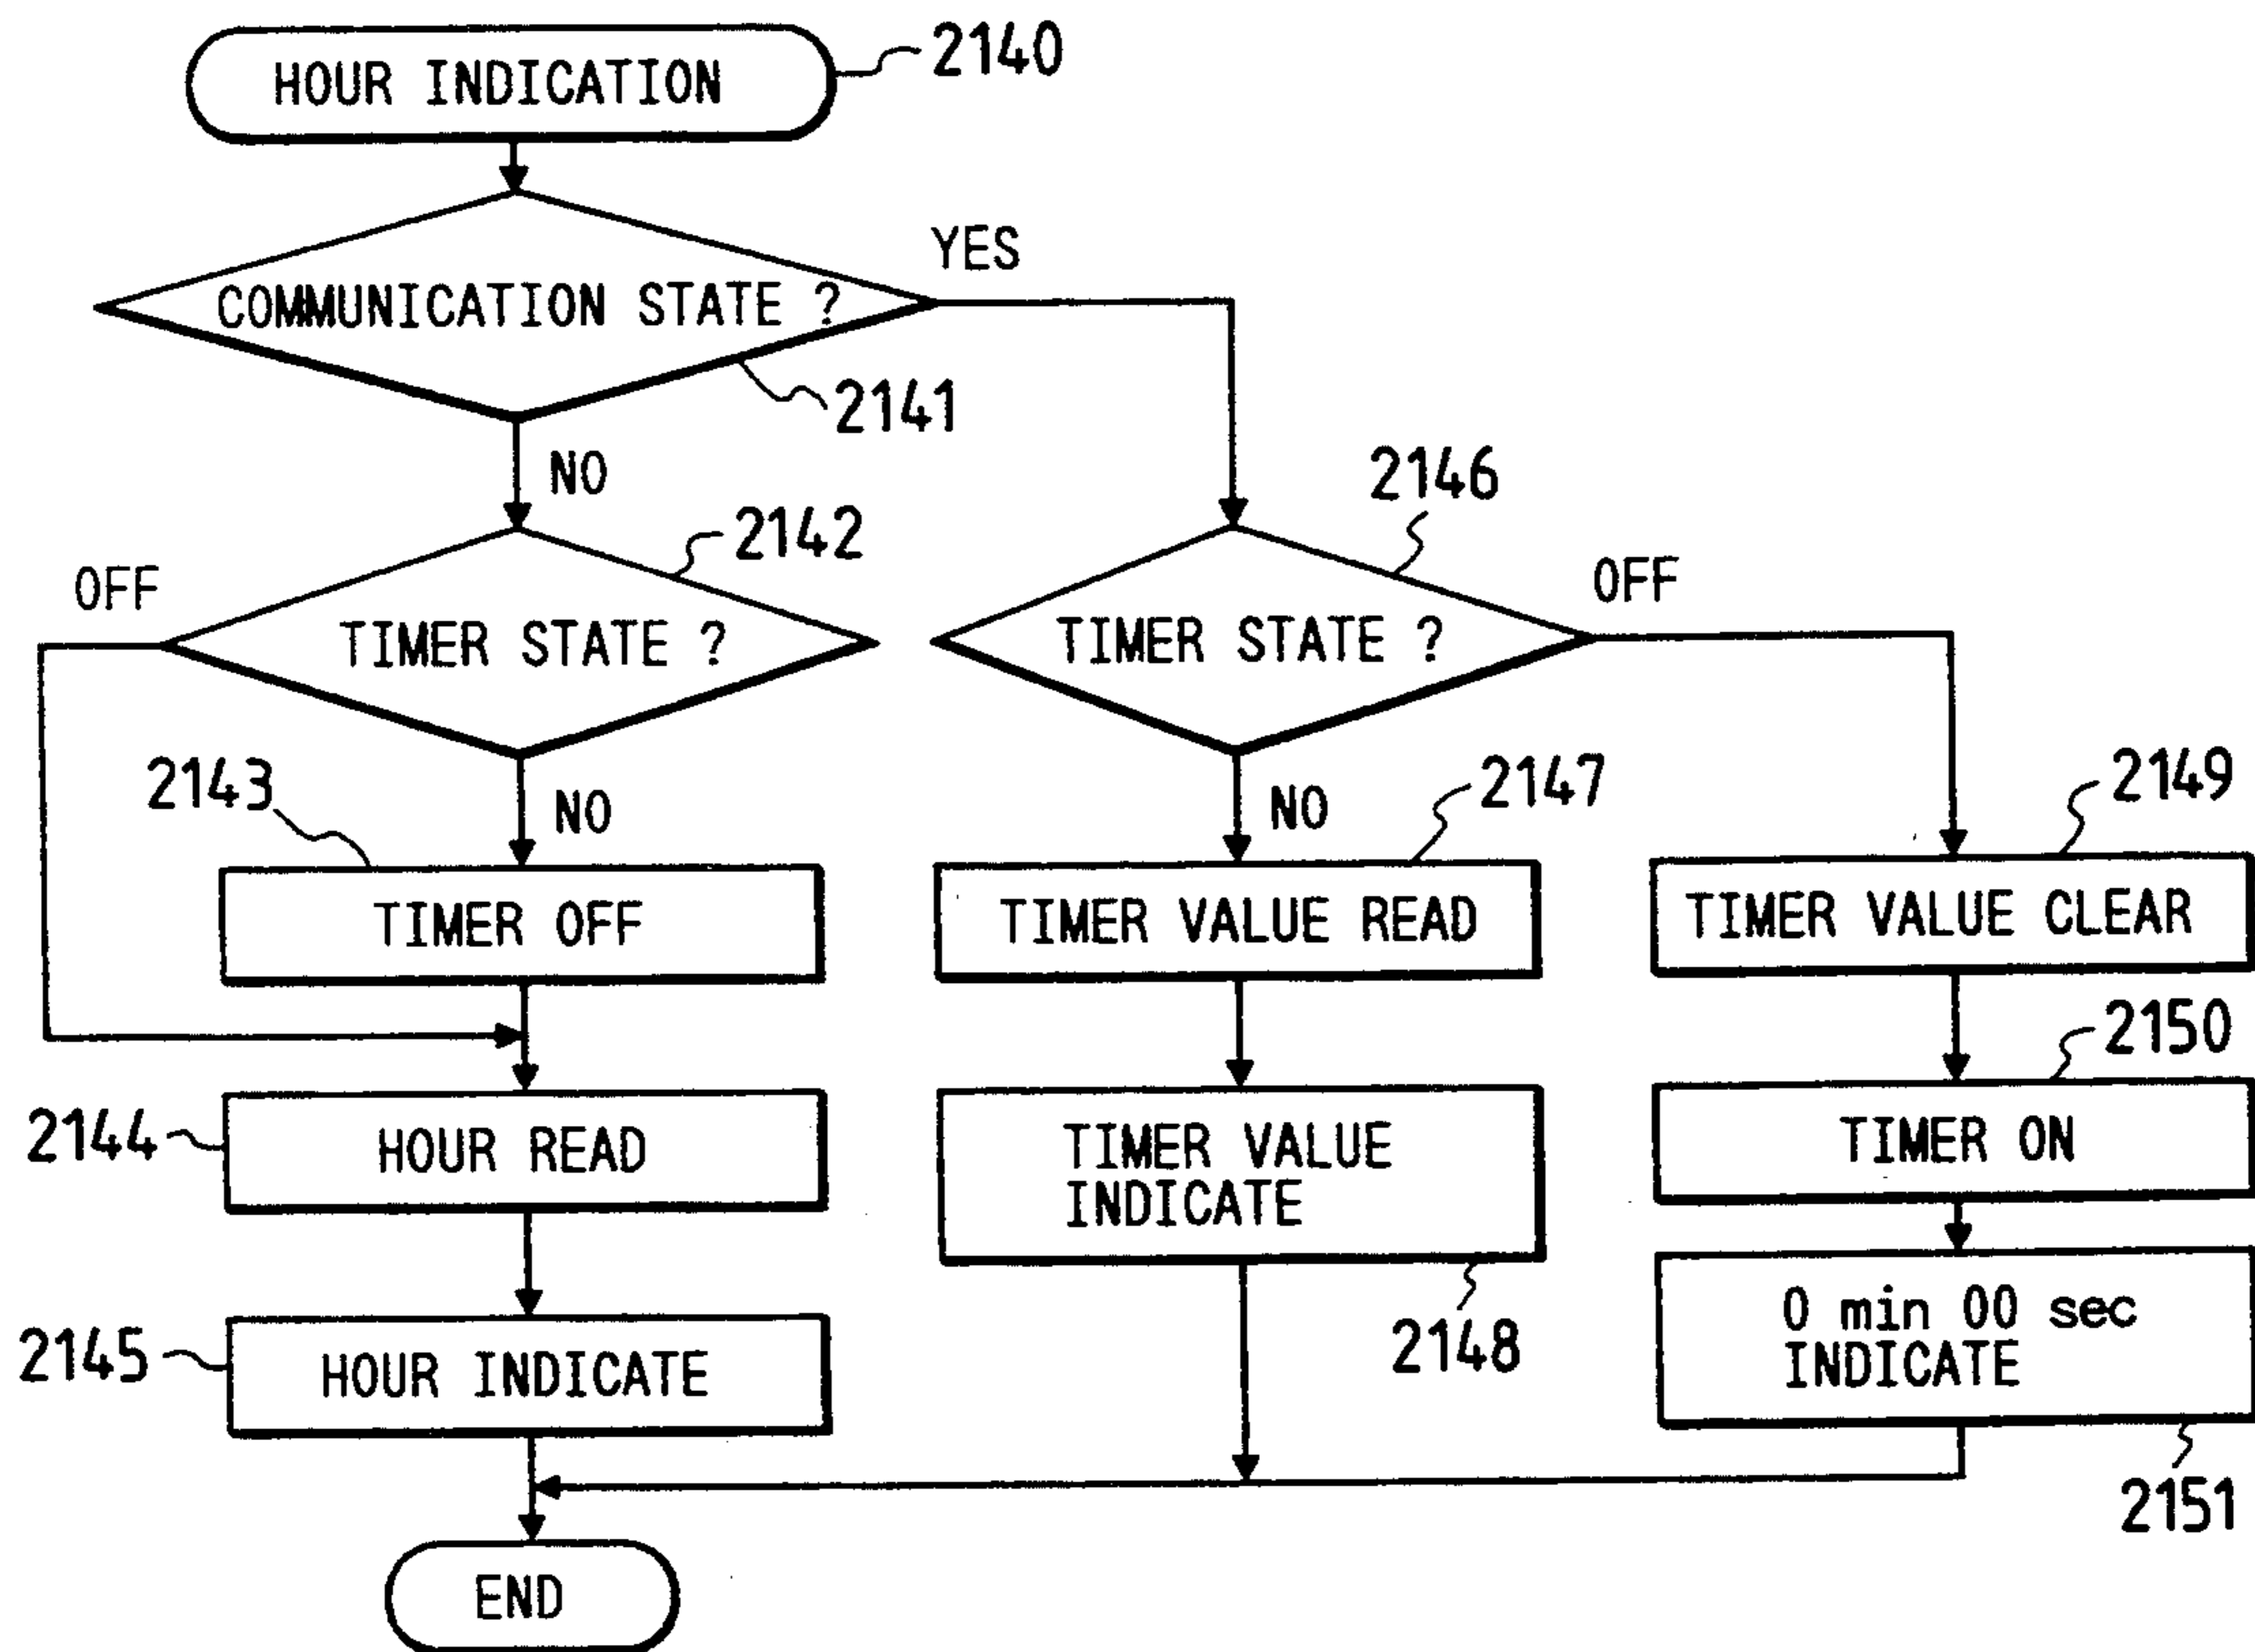 HOUR INDICATION
2140
COMMUNICATION STATE ?
YES
2141
NO
2142
OFF
TIMER STATE ?
2146
OFF
TIMER STATE ?
2143
NO
TIMER OFF
2147
NO
TIMER VALUE READ
2149
TIMER VALUE CLEAR
2144
HOUR READ
TIMER VALUE
INDICATE
2148
2150
TIMER ON
2145
HOUR INDICATE
0 min 00 sec
INDICATE
2151
END